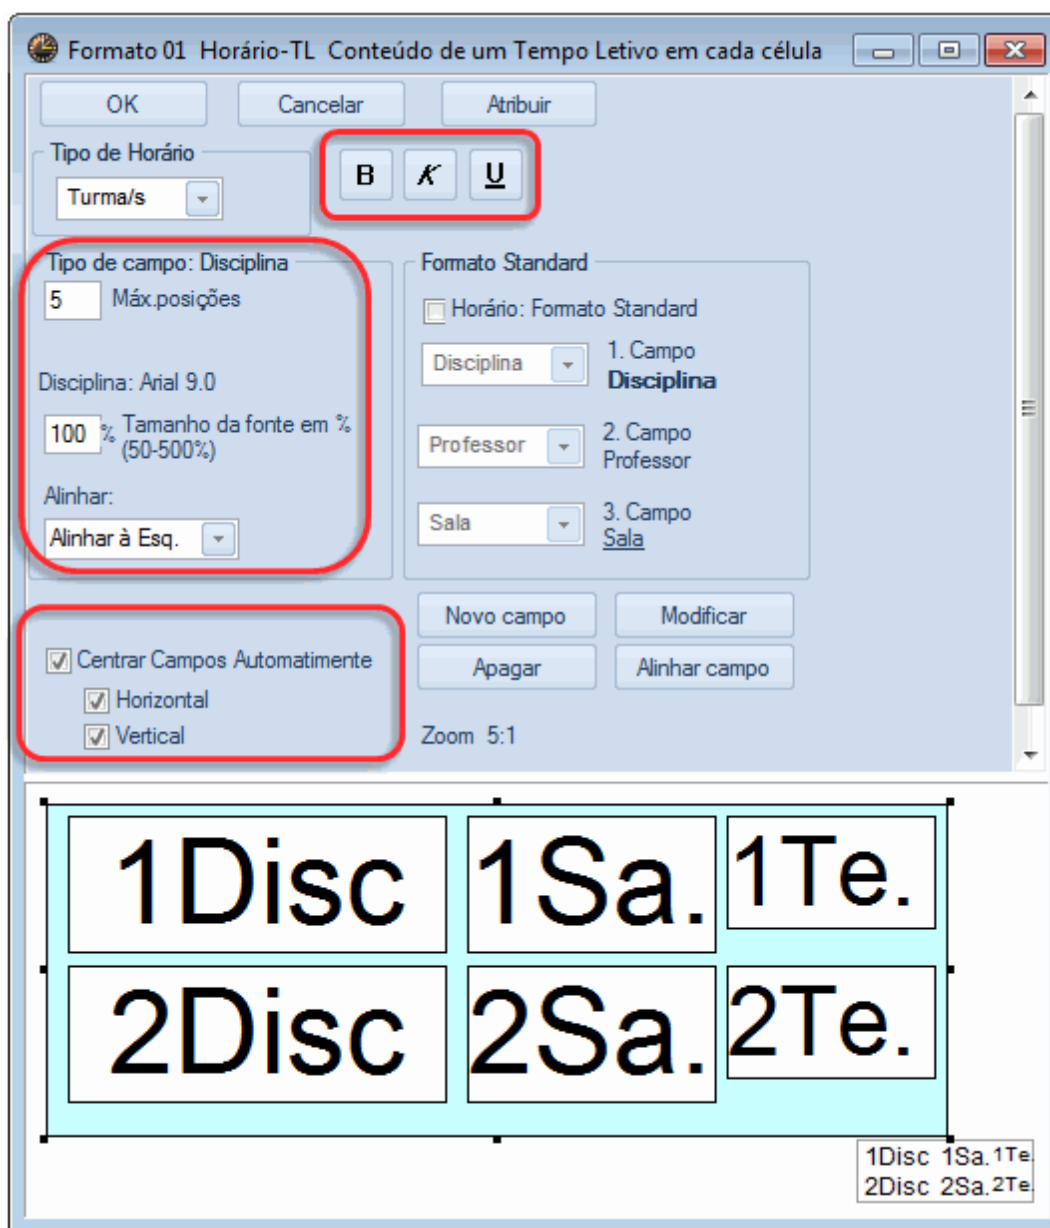 Formato 01 Horário-TL Conteúdo de um Tempo Letivo em cada célula
OK Cancelar Atribuir
Tipo de Horário
Turma/s
B K U
Tipo de campo: Disciplina
5 Máx.posições
Disciplina: Arial 9.0
100 % Tamanho da fonte em %
(50-500%)
Alinhar:
Alinhar à Esq.
Formato Standard
Horário: Formato Standard
Disciplina 1. Campo
Disciplina
Professor 2. Campo
Professor
Sala 3. Campo
Sala
Centrar Campos Automatimente
Horizontal
Vertical
Novo campo Modificar
Apagar Alinhar campo
Zoom 5:1
1Disc 1Sa. 1Te.
2Disc 2Sa. 2Te.
1Disc 1Sa. 1Te.
2Disc 2Sa. 2Te.